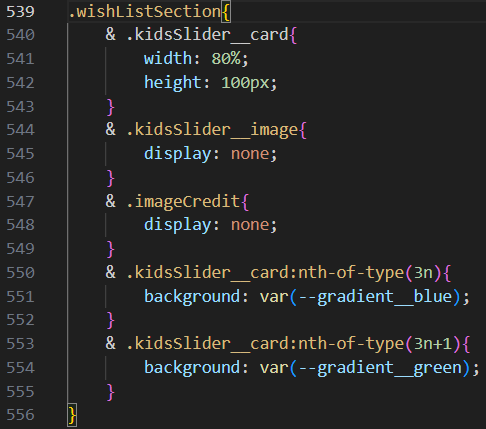 539 .wishListSection{
540 & .kidsSlider__card{
541 width: 80%;
542 height: 100px;
543 }
544 & .kidsSlider__image{
545 display: none;
546 }
547 & .imageCredit{
548 display: none;
549 }
550 & .kidsSlider__card:nth-of-type(3n){
551 background: var(--gradient__blue);
552 }
553 & .kidsSlider__card:nth-of-type(3n+1){
554 background: var(--gradient__green);
555 }
556 }